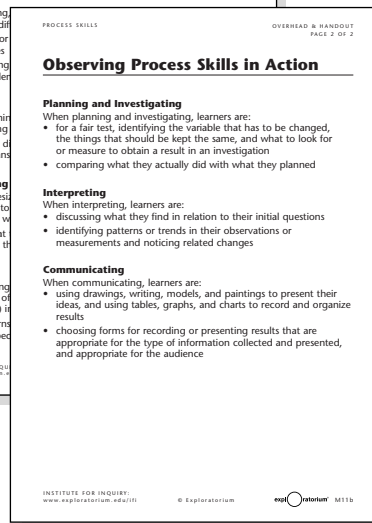 PROCESS SKILLS
OVERHEAD & HANDOUT
PAGE 2 OF 2
Observing Process Skills in Action
Planning and Investigating
When planning and investigating, learners are:
• for a fair test, identifying the variable that has to be changed,
the things that should be kept the same, and what to look for
or measure to obtain a result in an investigation
• comparing what they actually did with what they planned
Interpreting
When interpreting, learners are:
• discussing what they find in relation to their initial questions
• identifying patterns or trends in their observations or
measurements and noticing related changes
Communicating
When communicating, learners are:
• using drawings, writing, models, and paintings to present their
ideas, and using tables, graphs, and charts to record and organize
results
• choosing forms for recording or presenting results that are
appropriate for the type of information collected and presented,
and appropriate for the audience
INSTITUTE FOR INQUIRY:
www.exploratorium.edu/ifi
© Exploratorium
exploratorium
M11b